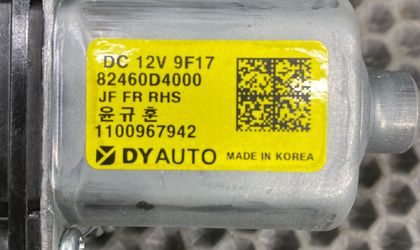 DC 12V 9F17
82460D4000
JF FR RHS
윤규훈
1100967942
DYAUTO MADE IN KOREA